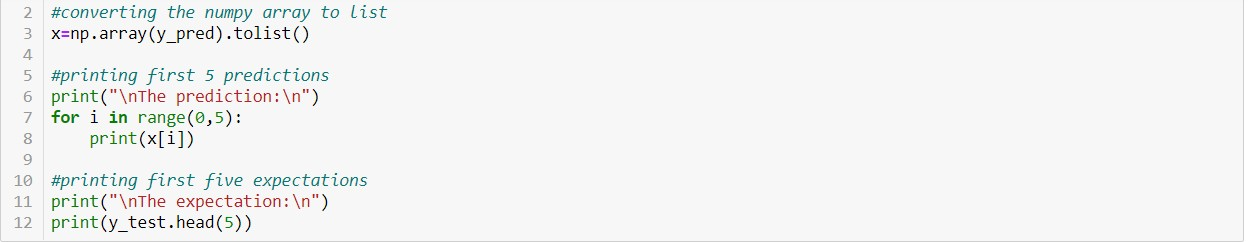 2 #converting the numpy array to list
3 x=np.array(y_pred).tolist()
4
5 #printing first 5 predictions
6 print("\nThe prediction:\n")
7 for i in range(0,5):
8     print(x[i])
9
10 #printing first five expectations
11 print("\nThe expectation:\n")
12 print(y_test.head(5))